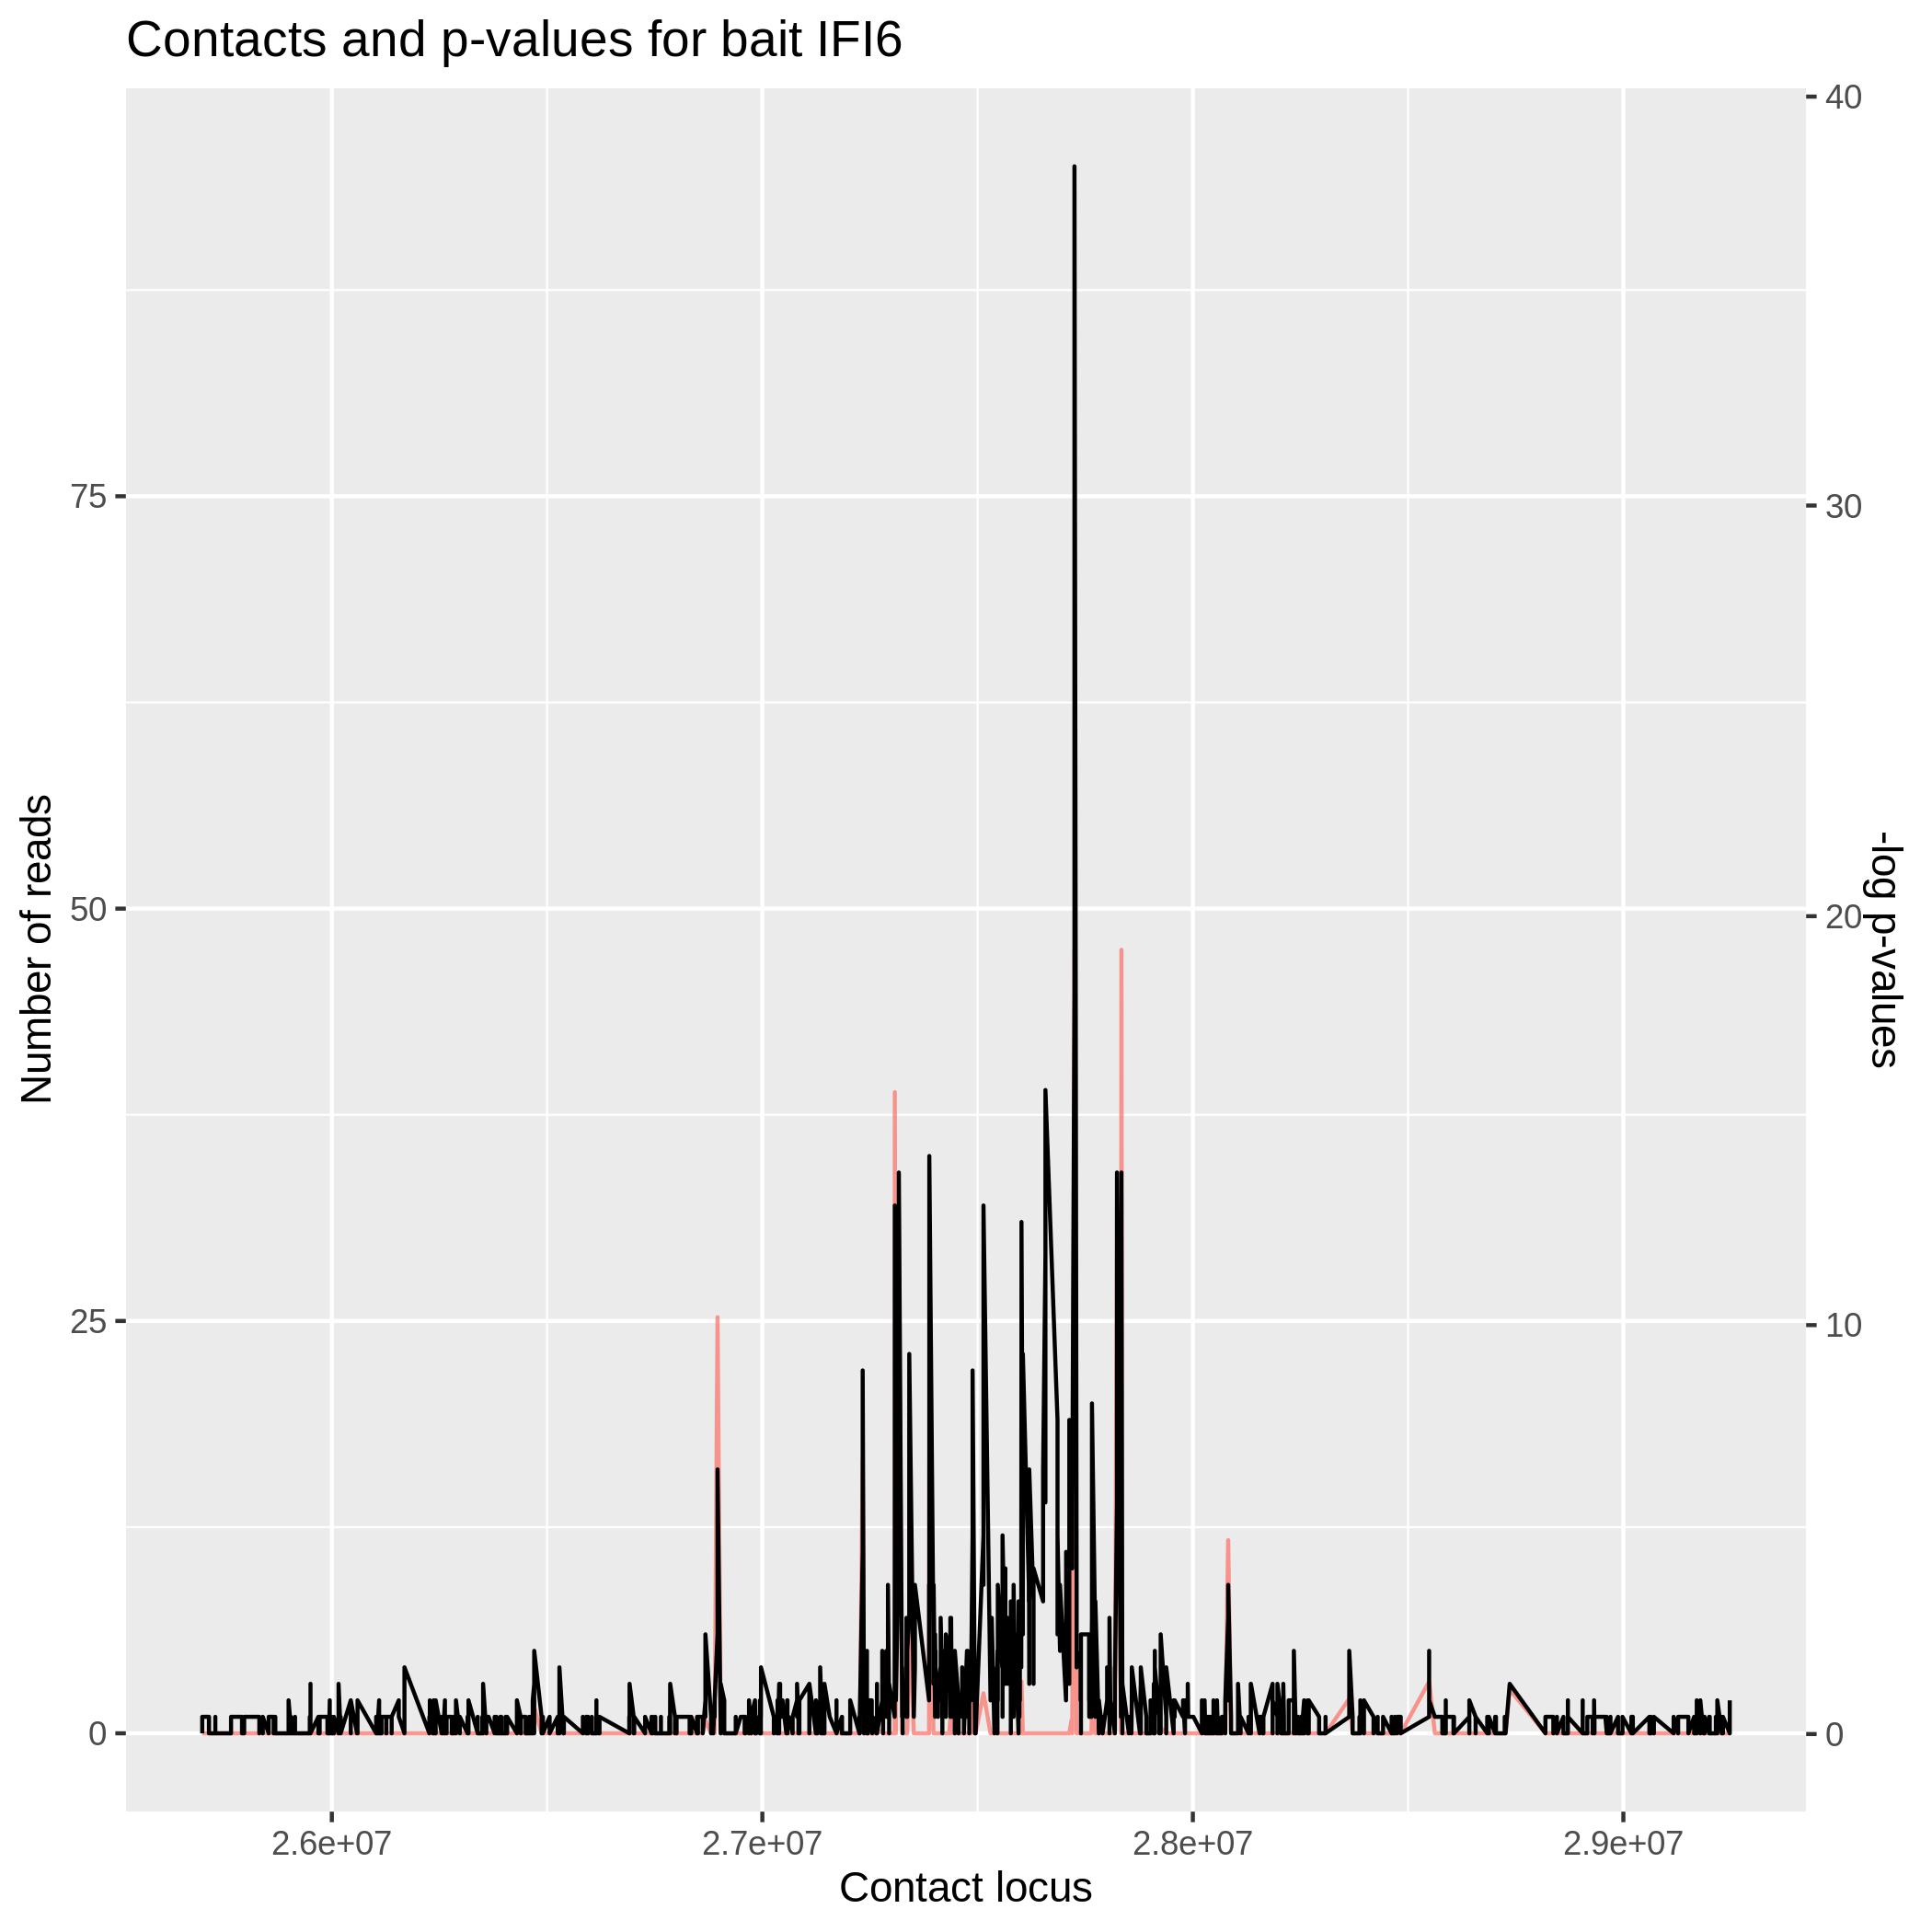 Contacts and p-values for bait IFI6
Number of reads
75
50
25
0
40
30
20
10
0
-log p-values
2.6e+07
2.7e+07
2.8e+07
2.9e+07
Contact locus